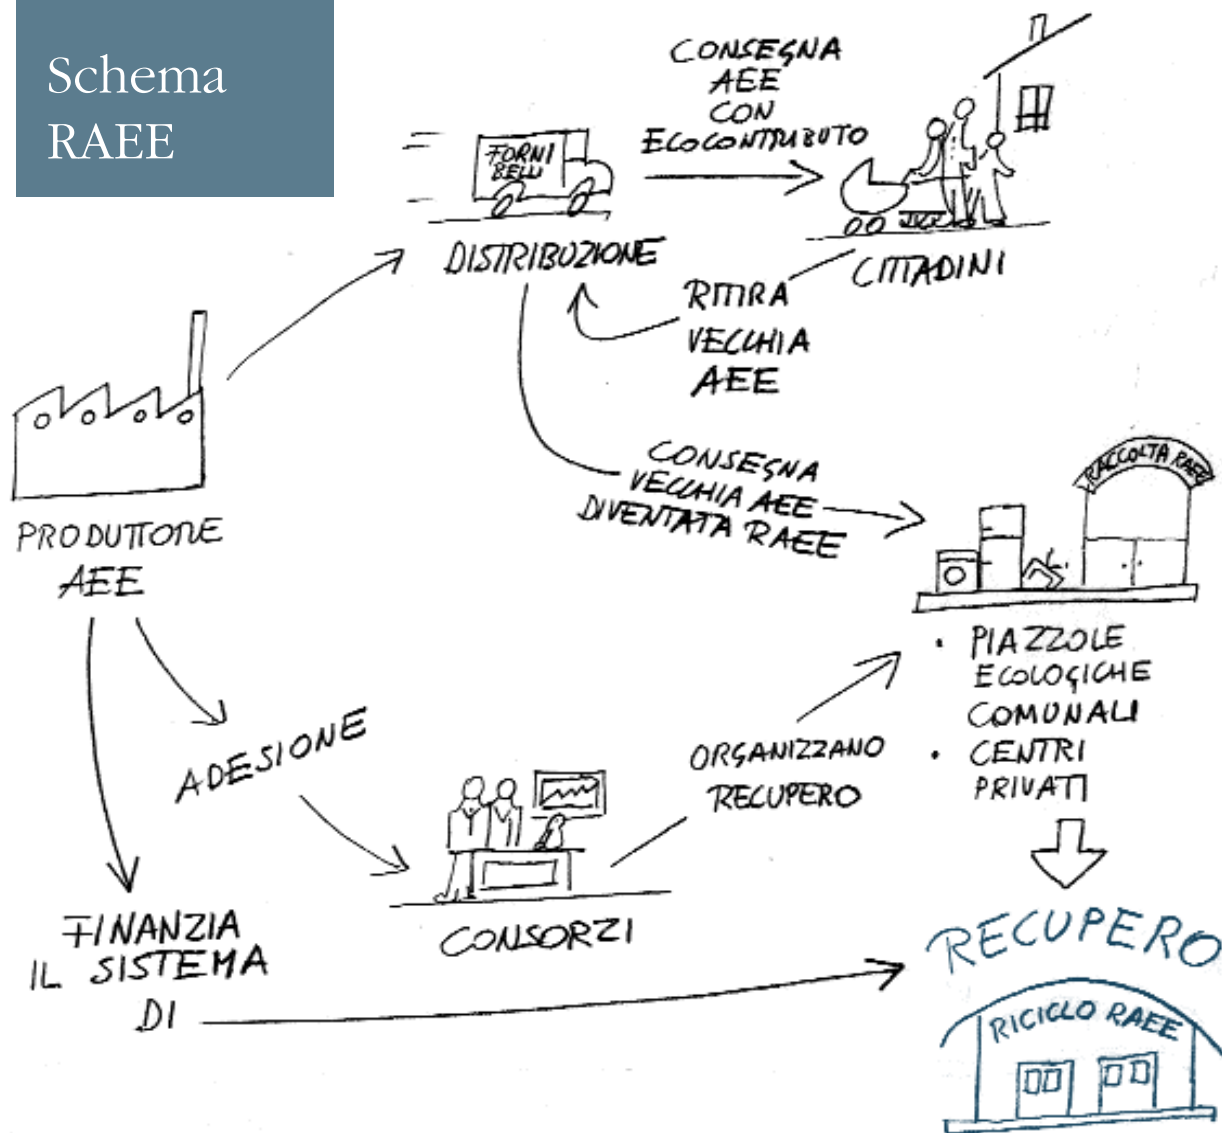 Schema
RAEE
CONSEGNA
AEE
CON
ECOCONTRIBUTO
FORNI
BELLI
DISTRIBUZIONE
CITTADINI
RITIRA
VECCHIA
AEE
CONSEGNA
VECCHIA AEE
DIVENTATA RAEE
RACCOLTA RAEE
PRODUTTORE
AEE
PIAZZOLE
ECOLOGICHE
COMUNALI
CENTRI
PRIVATI
ADESIONE
ORGANIZZANO
RECUPERO
CONSORZI
FINANZIA
IL SISTEMA
DI
RECUPERO
RICICLO RAEE